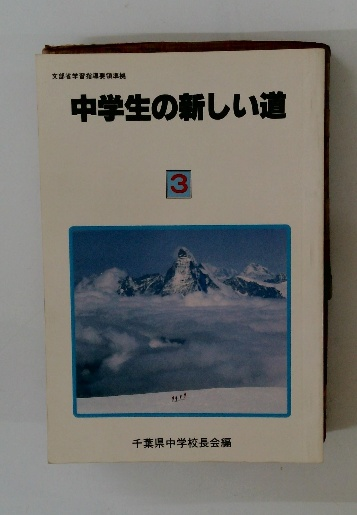 文部省学習指導要領準拠
中学生の新しい道
3
千葉県中学校長会編